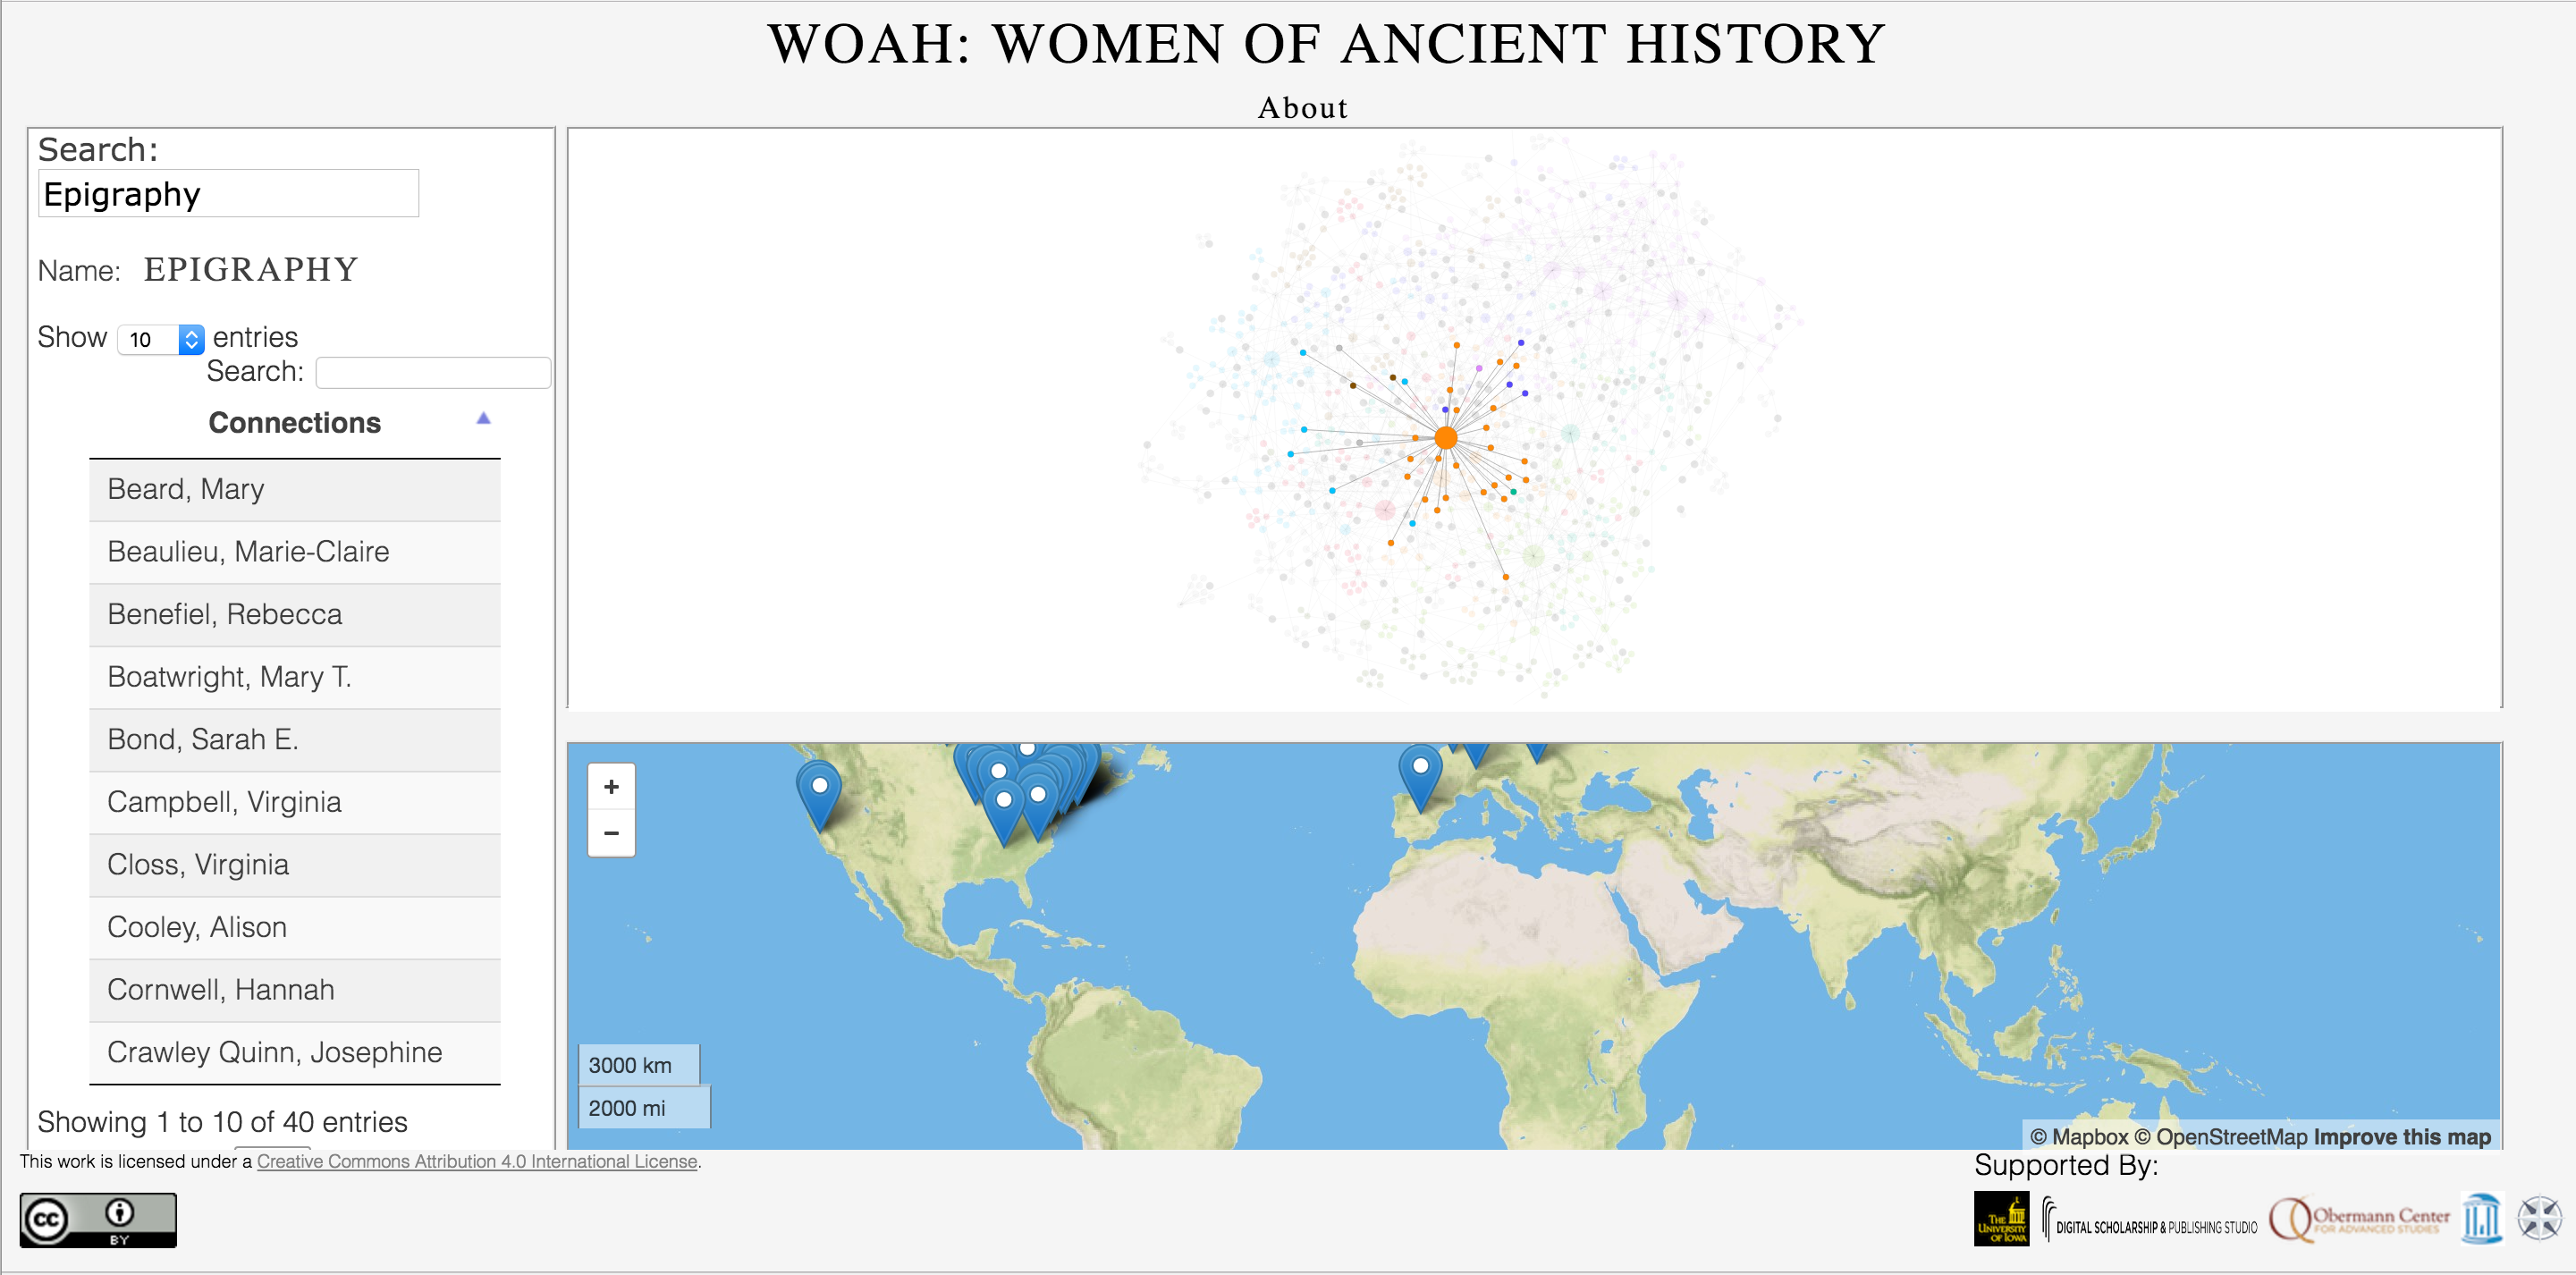 WOAH: WOMEN OF ANCIENT HISTORY
About
Search:
Epigraphy
Name: EPIGRAPHY
Show 10 entries
Search:
Connections
Beard, Mary
Beaulieu, Marie-Claire
Benefiel, Rebecca
Boatwright, Mary T.
Bond, Sarah E.
Campbell, Virginia
Closs, Virginia
Cooley, Alison
Cornwell, Hannah
Crawley Quinn, Josephine
Showing 1 to 10 of 40 entries
+
−
3000 km
2000 mi
© Mapbox © OpenStreetMap Improve this map
This work is licensed under a Creative Commons Attribution 4.0 International License.
cc
BY
Supported By:
THE
UNIVERSITY
OF IOWA
DIGITAL SCHOLARSHIP & PUBLISHING STUDIO
Obermann Center
FOR ADVANCED STUDIES